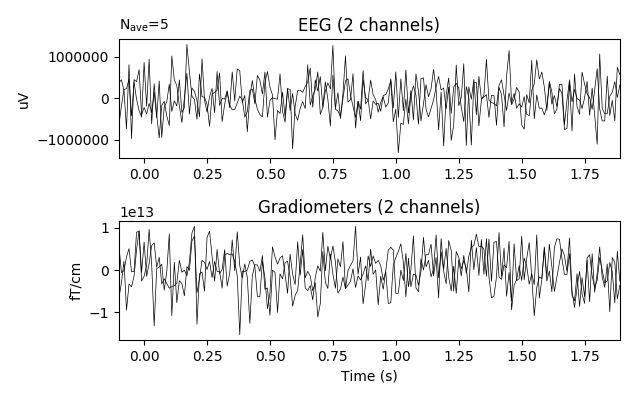 N_ave=5
EEG (2 channels)
1000000
0
−1000000
uV
0.00 0.25 0.50 0.75 1.00 1.25 1.50 1.75
1e13
Gradiometers (2 channels)
1
0
−1
fT/cm
0.00 0.25 0.50 0.75 1.00 1.25 1.50 1.75
Time (s)